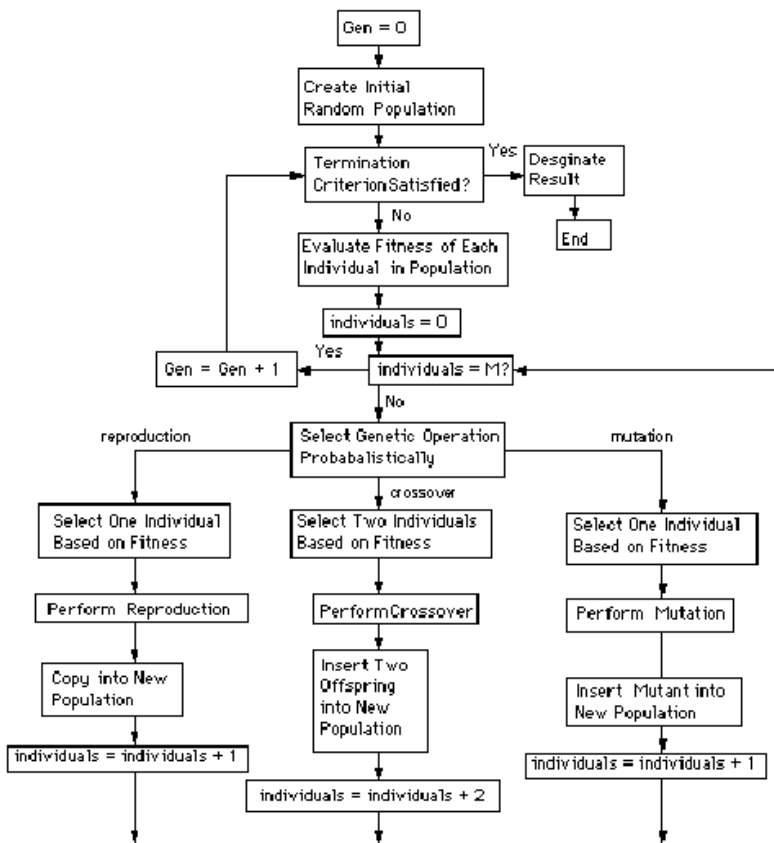 Gen = 0
Create Initial
Random Population
Termination
CriterionSatisfied?
Yes
Desginate
Result
End
No
Evaluate Fitness of Each
Individual in Population
individuals = 0
Yes
Gen = Gen + 1
individuals = M?
No
reproduction
Select Genetic Operation
Probabalistically
mutation
crossover
Select One Individual
Based on Fitness
Select Two Individuals
Based on Fitness
Select One Individual
Based on Fitness
Perform Reproduction
Perform Crossover
Perform Mutation
Copy into New
Population
Insert Two
Offspring
into New
Population
Insert Mutant into
New Population
individuals = individuals + 1
individuals = individuals + 2
individuals = individuals + 1